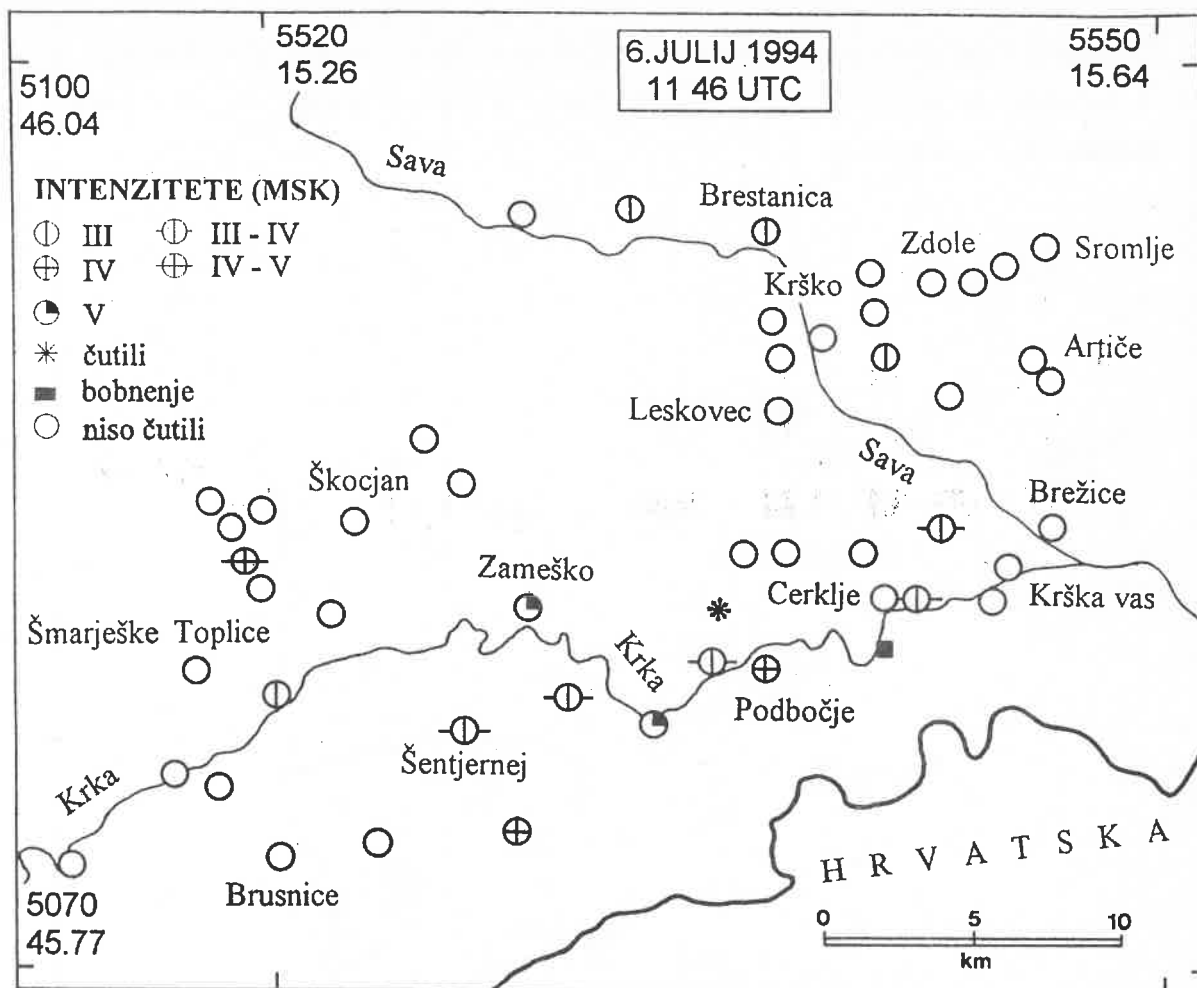 5520
15.26
6.JULIJ 1994
11 46 UTC
5550
15.64
5100
46.04
Sava
INTENZITETE (MSK)
III III - IV
IV IV - V
V
čutili
bobnenje
niso čutili
Brestanica
Zdole
Sromlje
Krško
Artiče
Leskovec
Sava
Škocjan
Brežice
Zameško
Cerklje
Krška vas
Šmarješke Toplice
Krka
Podbočje
Šentjernej
Krka
HRVATSKA
Brusnice
5070
45.77
0 5 10
km